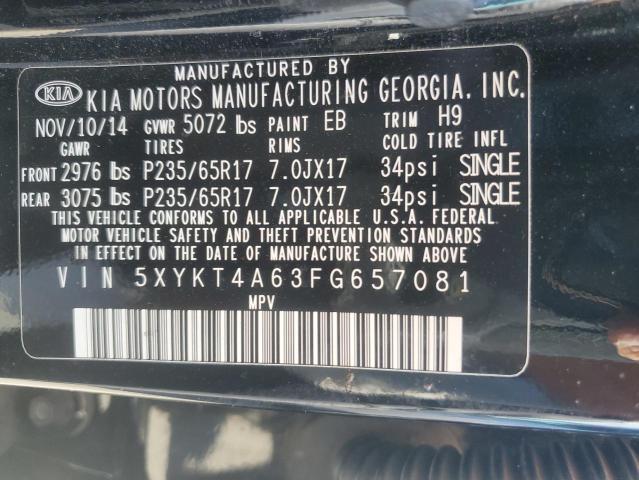 MANUFACTURED BY
KIA KIA MOTORS MANUFACTURING GEORGIA, INC.
NOV/10/14 GVWR 5072 lbs PAINT EB TRIM H9
GAWR TIRES RIMS COLD TIRE INFL
FRONT 2976 lbs P235/65R17 7.0JX17 34psi SINGLE
REAR 3075 lbs P235/65R17 7.0JX17 34psi SINGLE
THIS VEHICLE CONFORMS TO ALL APPLICABLE U.S.A. FEDERAL
MOTOR VEHICLE SAFETY AND THEFT PREVENTION STANDARDS
IN EFFECT ON THE DATE OF MANUFACTURE SHOWN ABOVE
VIN 5XYKT4A63FG657081
MPV